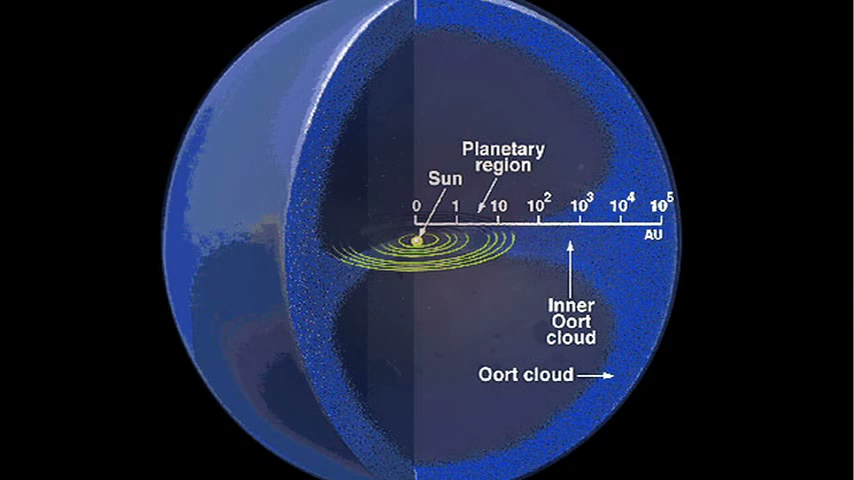 Planetary
region
Sun
0 1 10 10² 10³ 10⁴ 10⁵
AU
Inner
Oort
cloud
Oort cloud